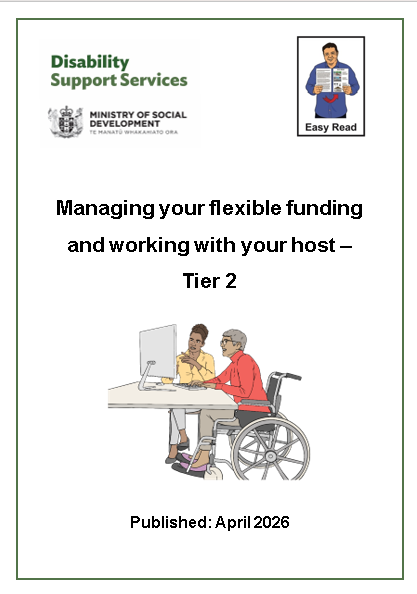 Disability
Support Services
MINISTRY OF SOCIAL
DEVELOPMENT
TE MANATŪ WHAKAHIATO ORA
Easy Read
Managing your flexible funding
and working with your host –
Tier 2
Published: April 2026